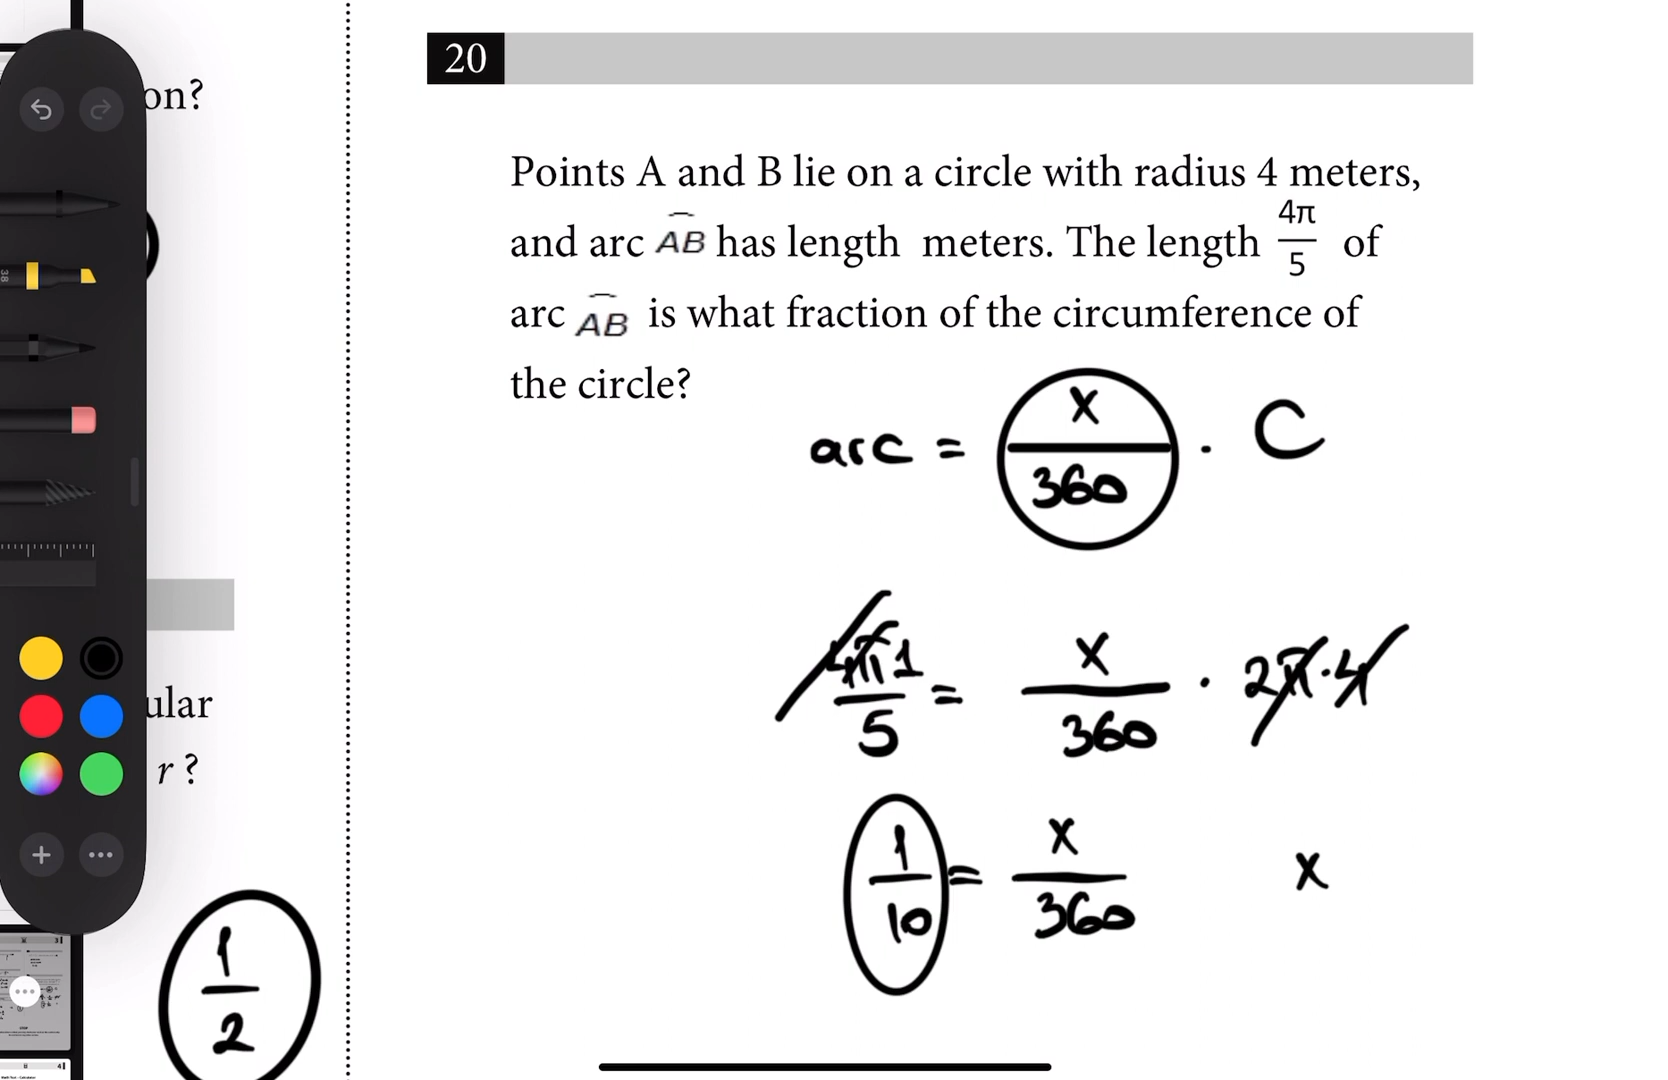 on?
ular
r ?
1
2
20
Points A and B lie on a circle with radius 4 meters,
and arc AB has length meters. The length 4π/5 of
arc AB is what fraction of the circumference of
the circle?
arc = x/360 · C
4π 1/5 = x/360 · 2π·4
1/10 = x/360 x